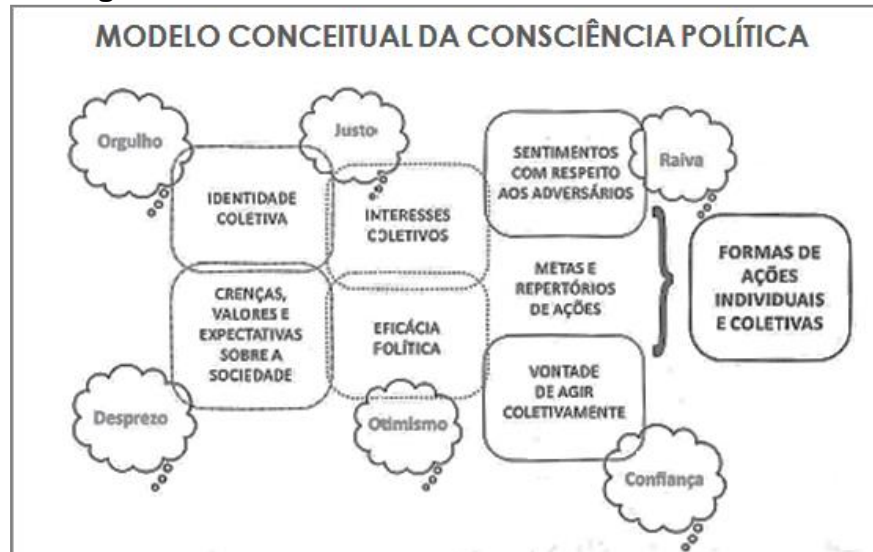 MODELO CONCEITUAL DA CONSCIÊNCIA POLÍTICA
Orgulho
Justo
Raiva
IDENTIDADE
COLETIVA
INTERESSES
COLETIVOS
SENTIMENTOS
COM RESPEITO
AOS ADVERSÁRIOS
CRENÇAS,
VALORES E
EXPECTATIVAS
SOBRE A
SOCIEDADE
EFICÁCIA
POLÍTICA
METAS E
REPERTÓRIOS
DE AÇÕES
VONTADE
DE AGIR
COLETIVAMENTE
FORMAS DE
AÇÕES
INDIVIDUAIS
E COLETIVAS
Desprezo
Otimismo
Confiança